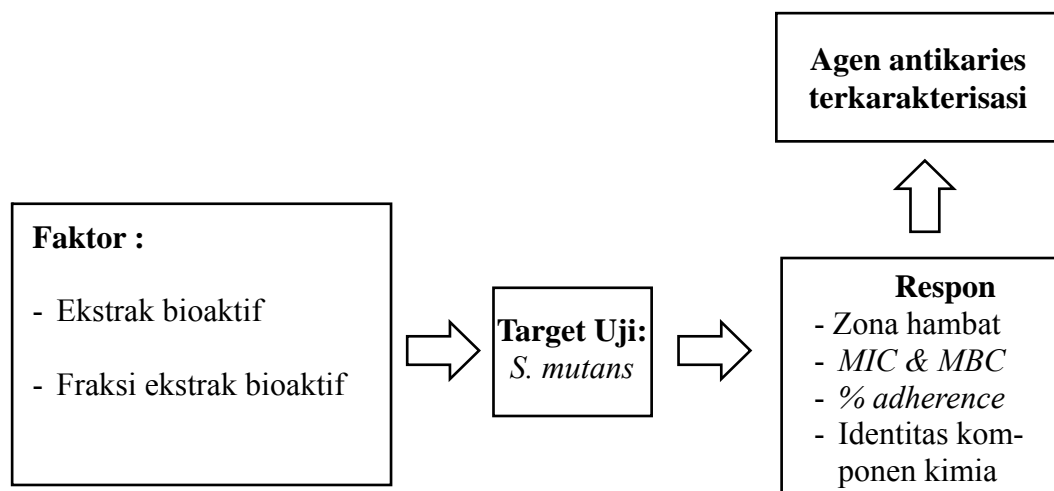 Agen antikaries
terkarakterisasi
Faktor :
- Ekstrak bioaktif
- Fraksi ekstrak bioaktif
Target Uji:
S. mutans
Respon
- Zona hambat
- MIC & MBC
- % adherence
- Identitas kom-
ponen kimia